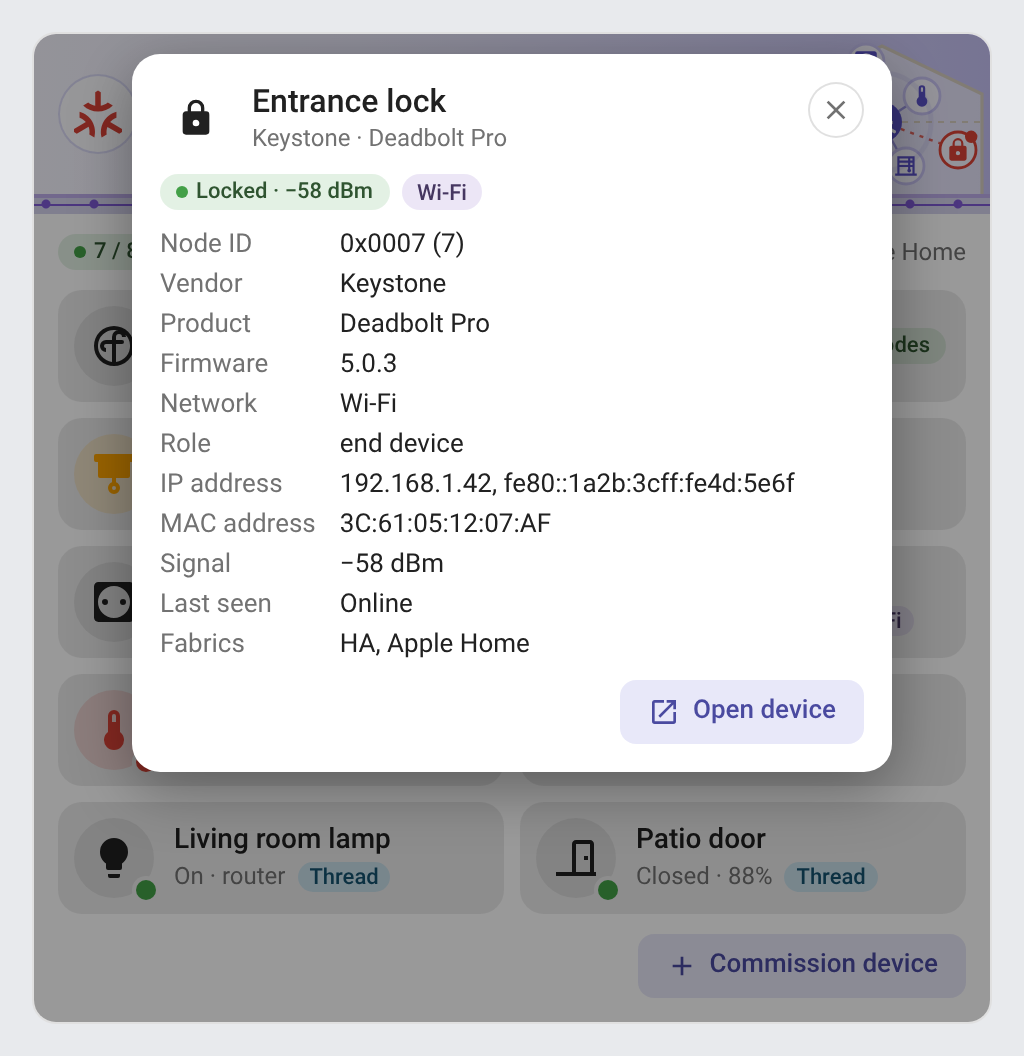 Entrance lock
Keystone · Deadbolt Pro
Locked · −58 dBm Wi-Fi
Node ID 0x0007 (7)
Vendor Keystone
Product Deadbolt Pro
Firmware 5.0.3
Network Wi-Fi
Role end device
IP address 192.168.1.42, fe80::1a2b:3cff:fe4d:5e6f
MAC address 3C:61:05:12:07:AF
Signal −58 dBm
Last seen Online
Fabrics HA, Apple Home
Open device
7 /
Home
Living room lamp
On · router Thread
Patio door
Closed · 88% Thread
Commission device